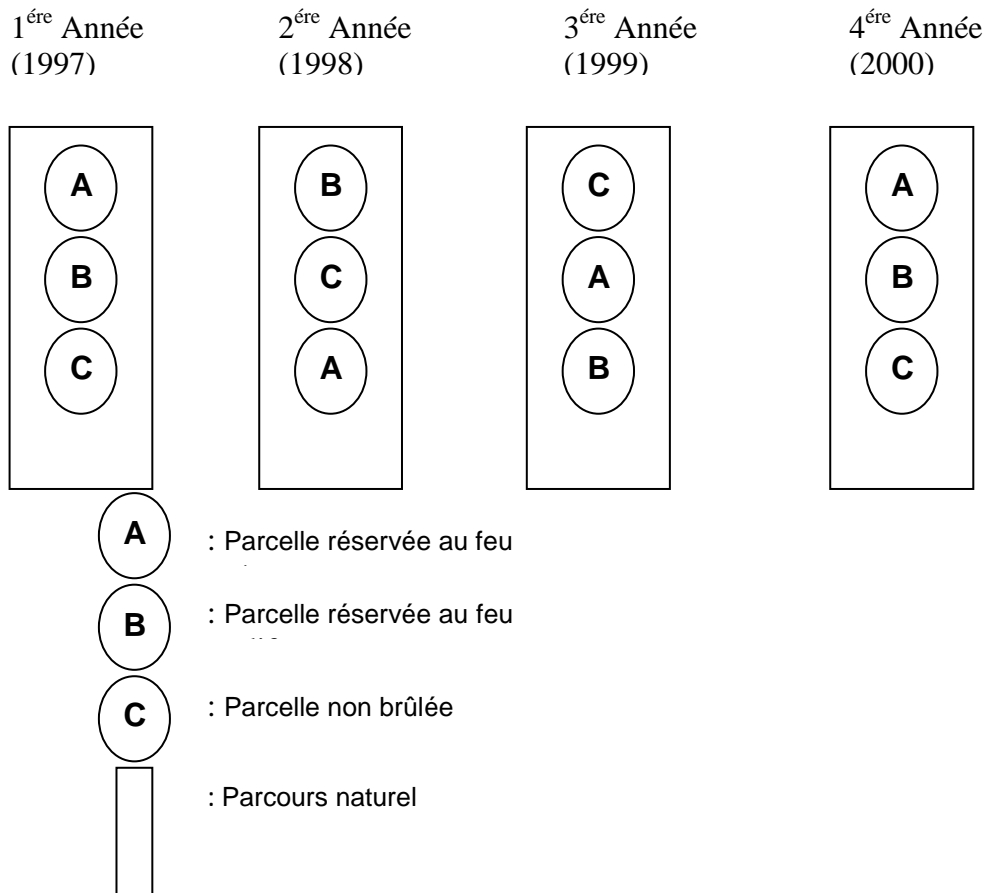 1ére Année
(1997)
2ére Année
(1998)
3ére Année
(1999)
4ére Année
(2000)
A
B
C
B
C
A
C
A
B
A
B
C
A : Parcelle réservée au feu
B : Parcelle réservée au feu
C : Parcelle non brûlée
: Parcours naturel